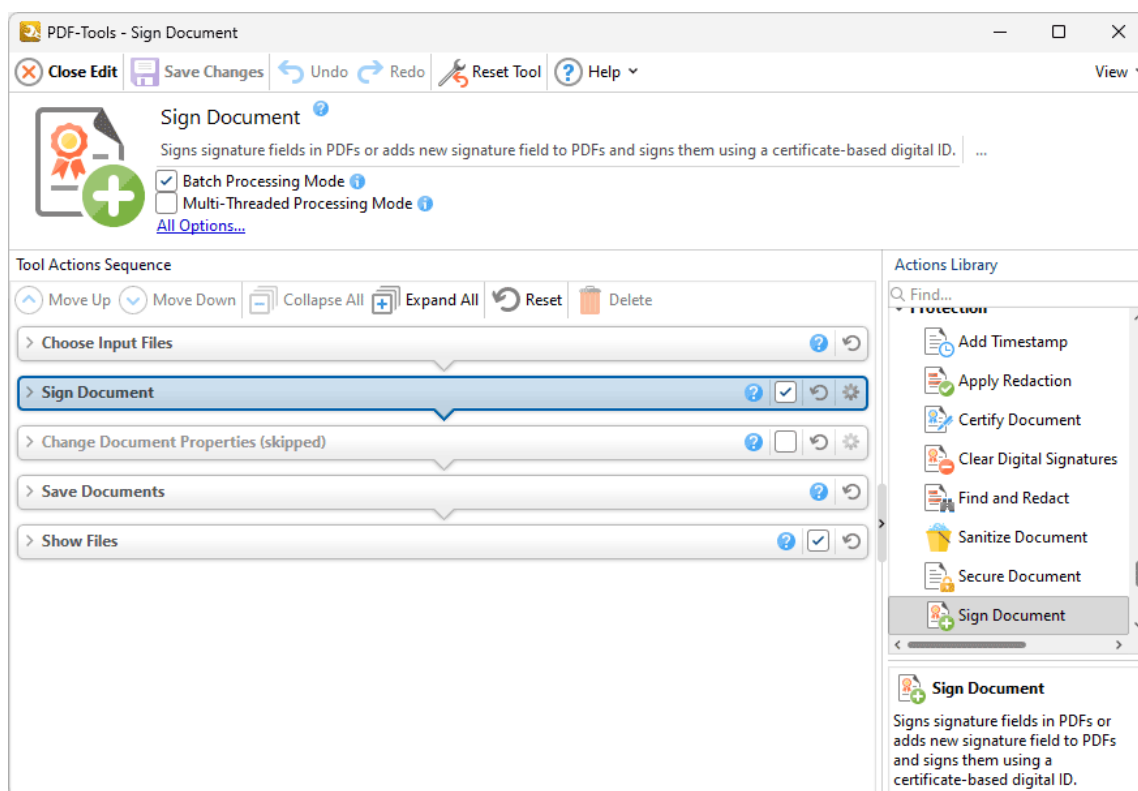 PDF-Tools - Sign Document
Close Edit Save Changes Undo Redo Reset Tool Help View
Sign Document
Signs signature fields in PDFs or adds new signature field to PDFs and signs them using a certificate-based digital ID. ...
Batch Processing Mode
Multi-Threaded Processing Mode
All Options...
Tool Actions Sequence
Move Up Move Down Collapse All Expand All Reset Delete
Choose Input Files
Sign Document
Change Document Properties (skipped)
Save Documents
Show Files
Actions Library
Find...
Protection
Add Timestamp
Apply Redaction
Certify Document
Clear Digital Signatures
Find and Redact
Sanitize Document
Secure Document
Sign Document
Sign Document
Signs signature fields in PDFs or
adds new signature field to PDFs
and signs them using a
certificate-based digital ID.